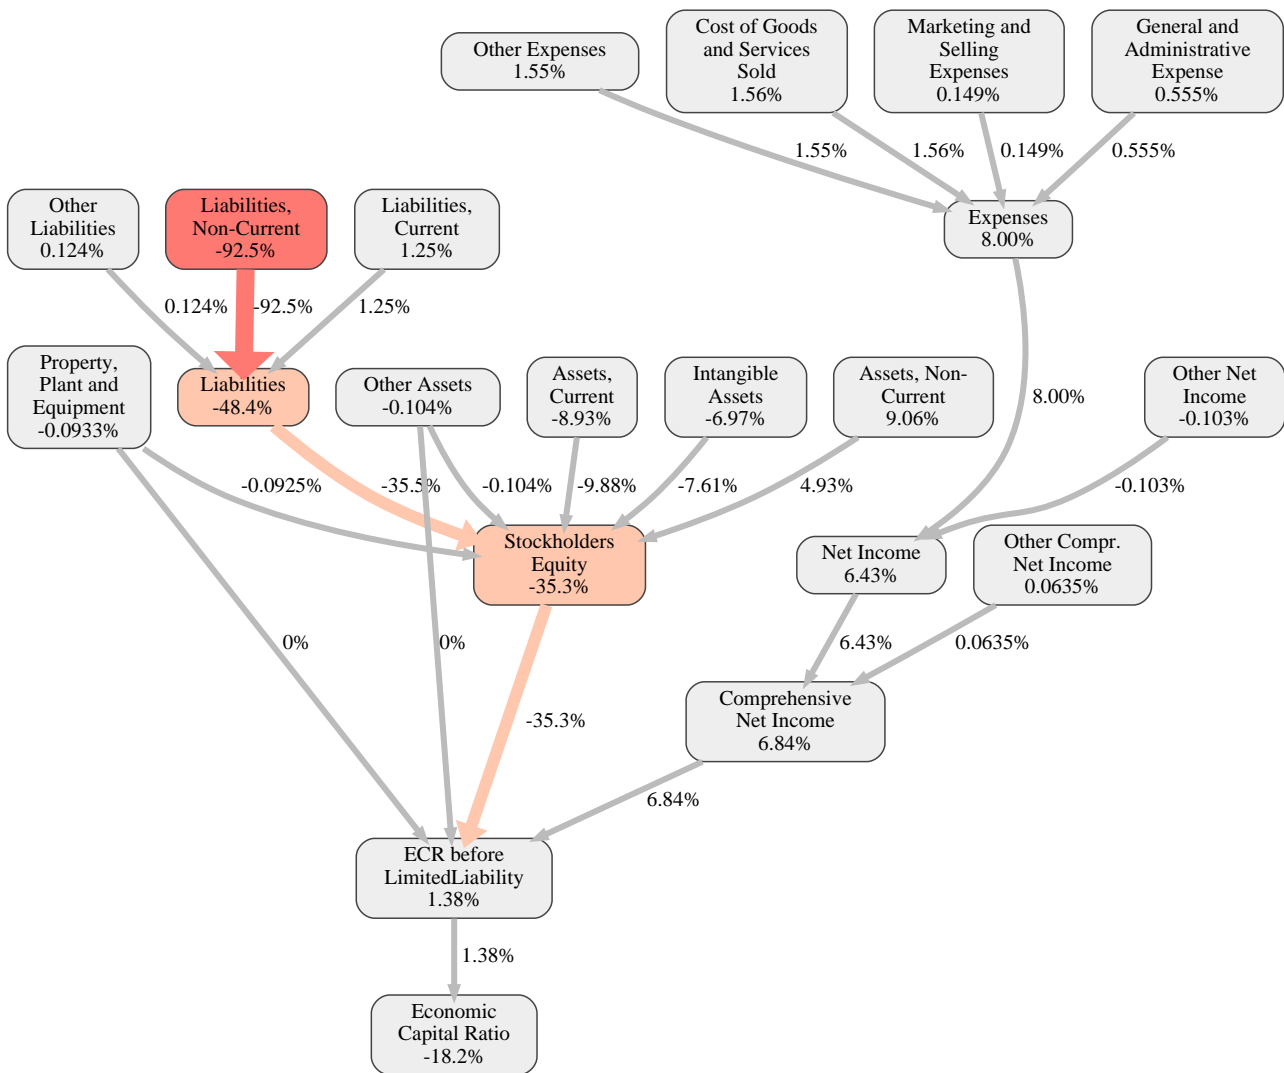 Other Expenses
1.55%
Cost of Goods
and Services
Sold
1.56%
Marketing and
Selling
Expenses
0.149%
General and
Administrative
Expense
0.555%
1.55%
1.56%
0.149%
0.555%
Other
Liabilities
0.124%
Liabilities,
Non-Current
-92.5%
Liabilities,
Current
1.25%
Expenses
8.00%
0.124%
-92.5%
1.25%
Property,
Plant and
Equipment
-0.0933%
Liabilities
-48.4%
Other Assets
-0.104%
Assets,
Current
-8.93%
Intangible
Assets
-6.97%
Assets, Non-
Current
9.06%
8.00%
Other Net
Income
-0.103%
-0.0925%
-35.5%
-0.104%
-9.88%
-7.61%
4.93%
-0.103%
Stockholders
Equity
-35.3%
Net Income
6.43%
Other Compr.
Net Income
0.0635%
0%
0%
6.43%
0.0635%
-35.3%
Comprehensive
Net Income
6.84%
6.84%
ECR before
LimitedLiability
1.38%
1.38%
Economic
Capital Ratio
-18.2%